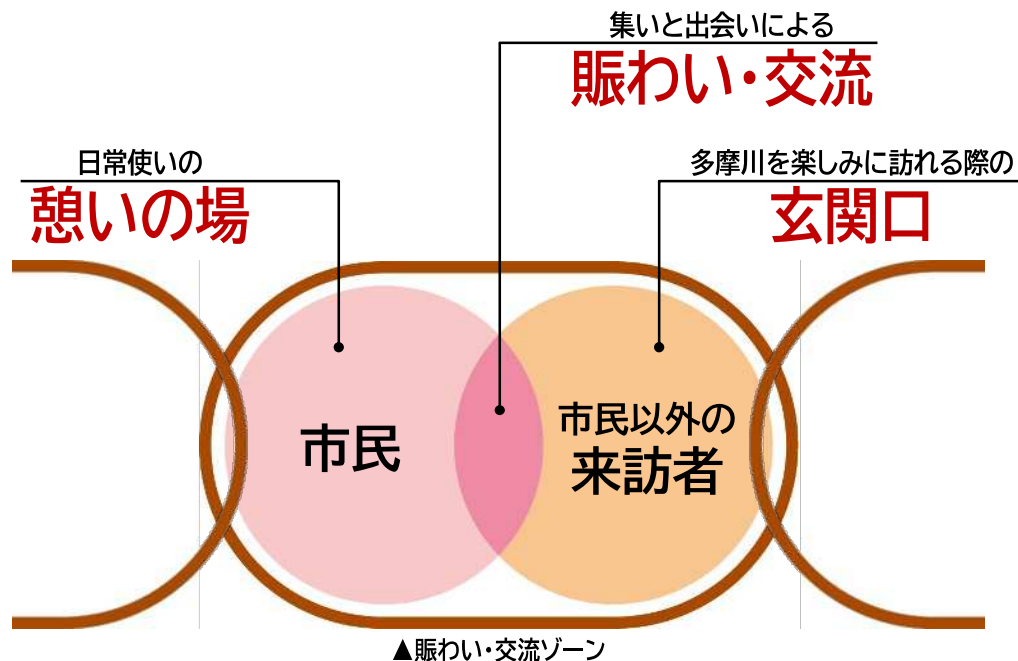 集いと出会いによる
賑わい・交流
日常使いの
憩いの場
多摩川を楽しみに訪れる際の
玄関口
市民
市民以外の
来訪者
▲賑わい・交流ゾーン